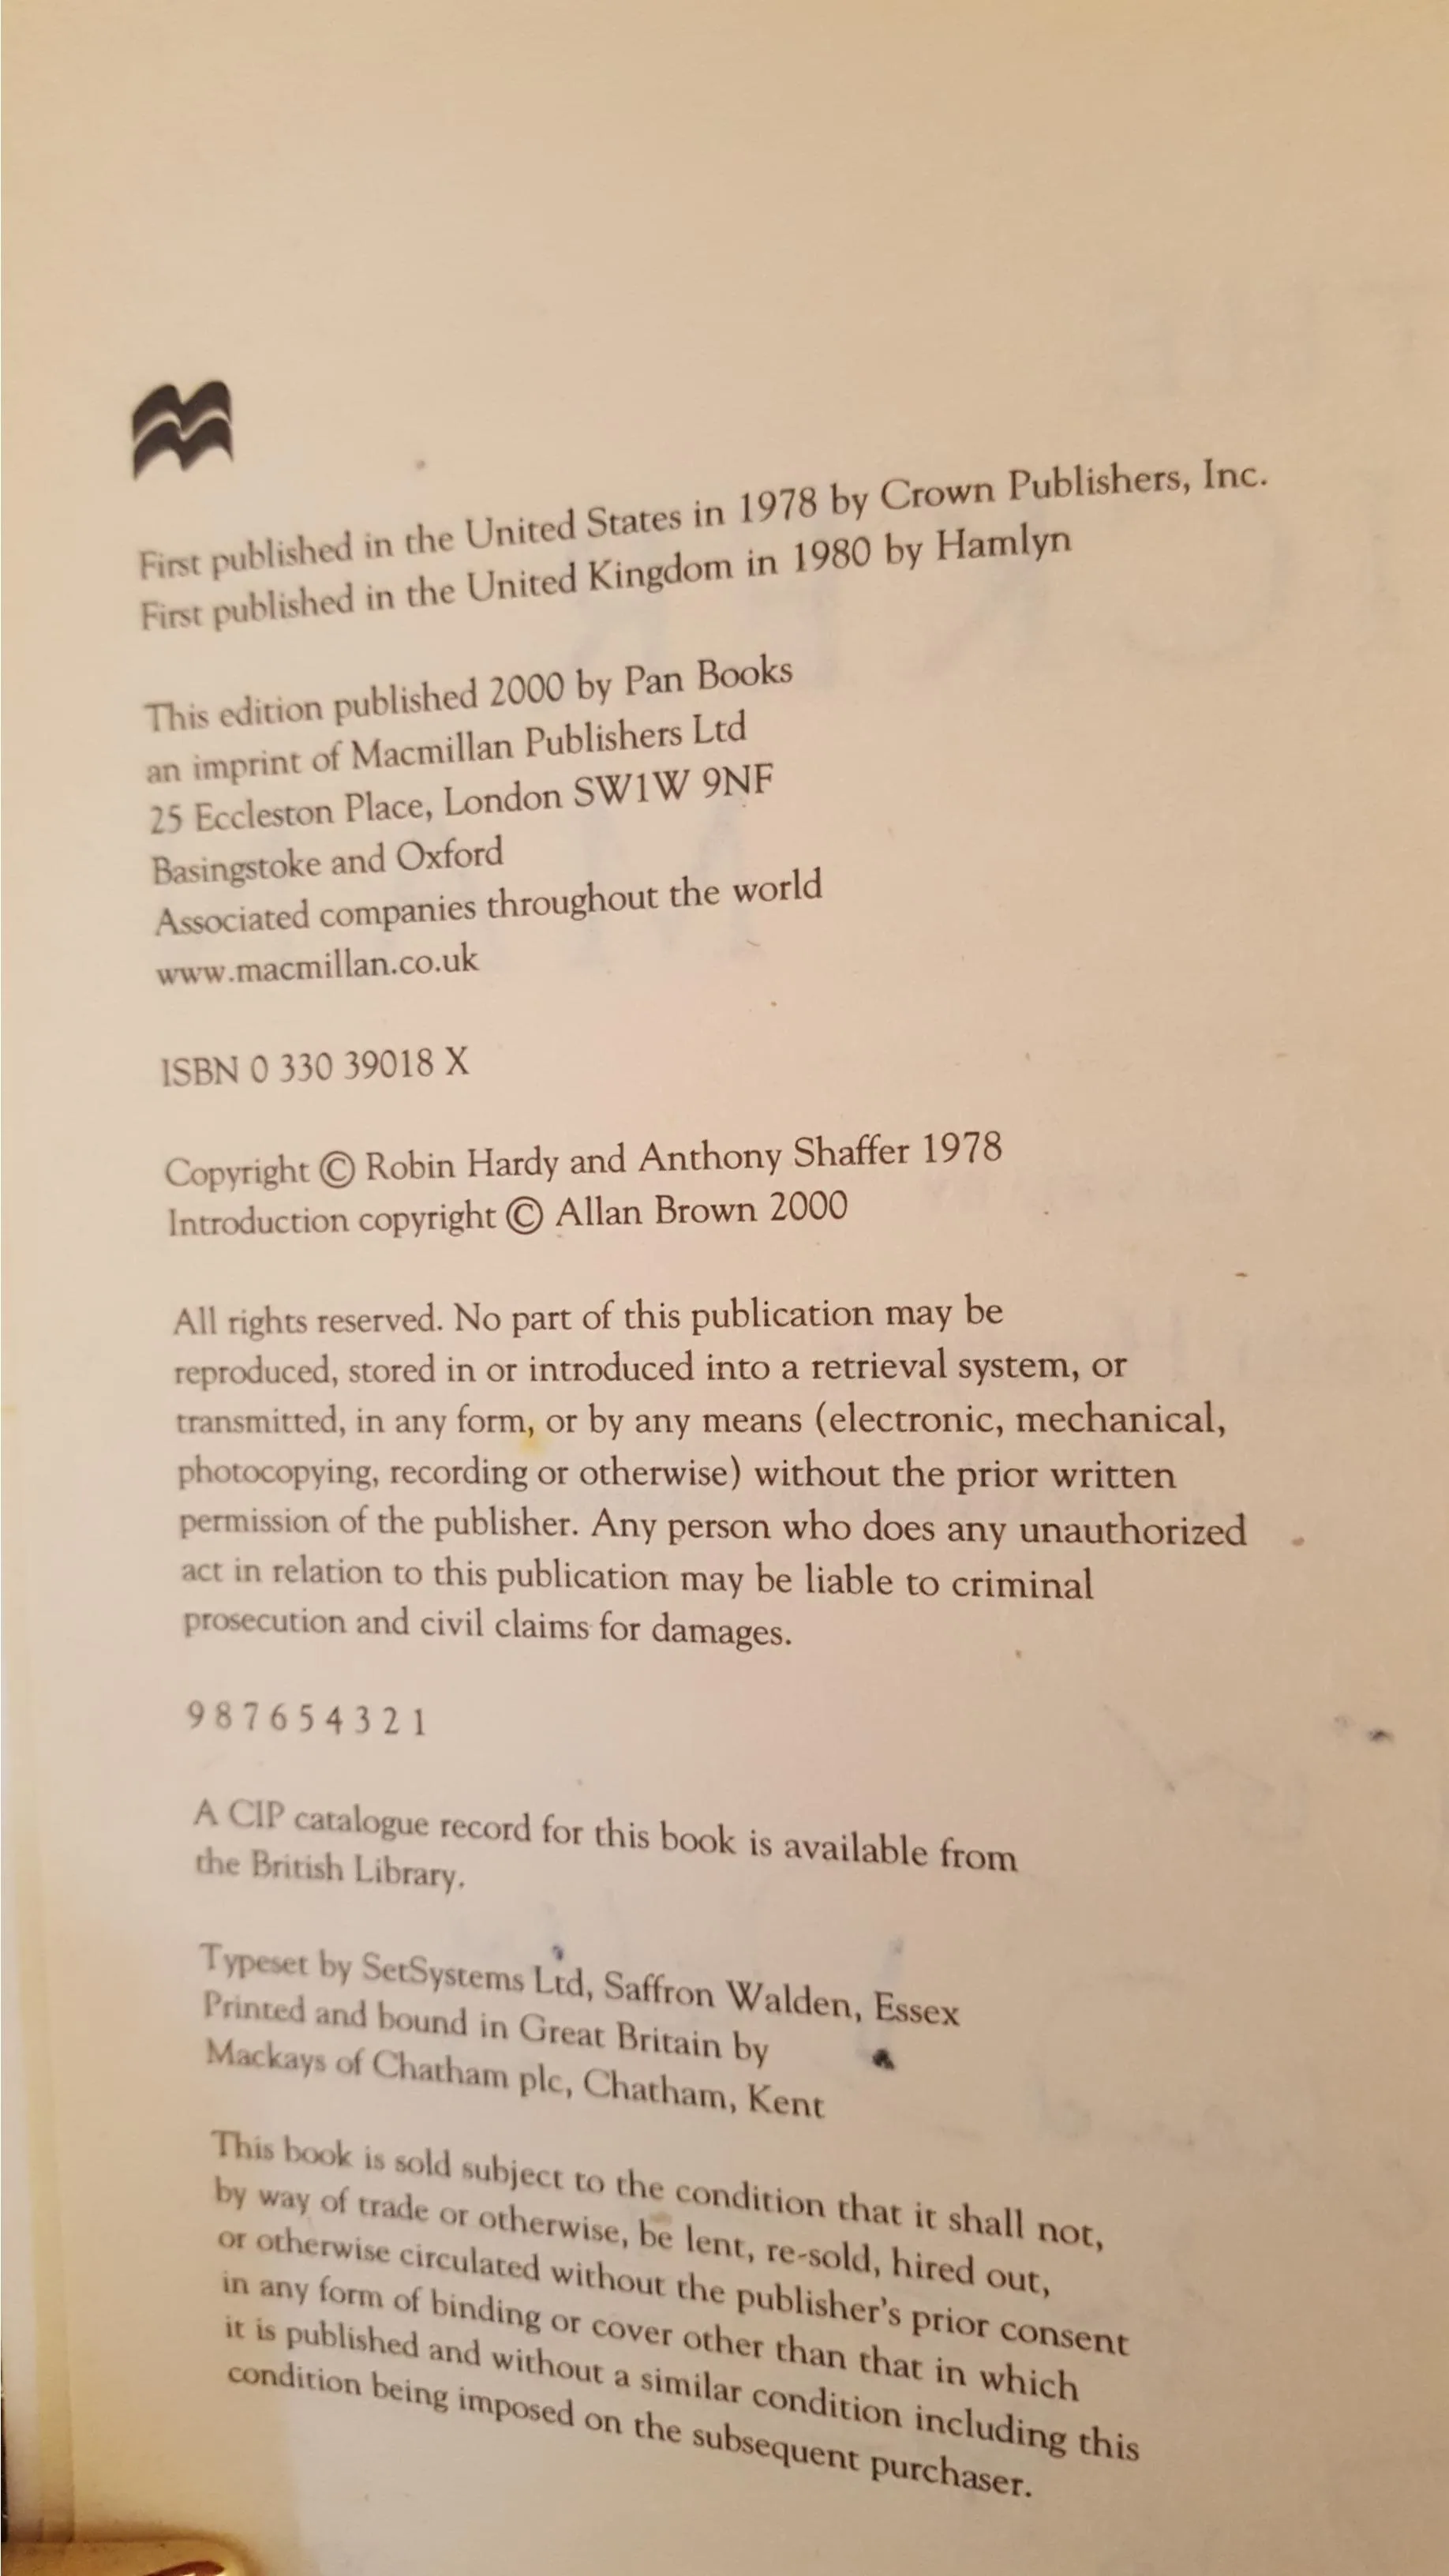 First published in the United States in 1978 by Crown Publishers, Inc.
First published in the United Kingdom in 1980 by Hamlyn
This edition published 2000 by Pan Books
an imprint of Macmillan Publishers Ltd
25 Eccleston Place, London SW1W 9NF
Basingstoke and Oxford
Associated companies throughout the world
www.macmillan.co.uk
ISBN 0 330 39018 X
Copyright © Robin Hardy and Anthony Shaffer 1978
Introduction copyright © Allan Brown 2000
All rights reserved. No part of this publication may be
reproduced, stored in or introduced into a retrieval system, or
transmitted, in any form, or by any means (electronic, mechanical,
photocopying, recording or otherwise) without the prior written
permission of the publisher. Any person who does any unauthorized
act in relation to this publication may be liable to criminal
prosecution and civil claims for damages.
9 8 7 6 5 4 3 2 1
A CIP catalogue record for this book is available from
the British Library.
Typeset by SetSystems Ltd, Saffron Walden, Essex
Printed and bound in Great Britain by
Mackays of Chatham plc, Chatham, Kent
This book is sold subject to the condition that it shall not,
by way of trade or otherwise, be lent, re-sold, hired out,
or otherwise circulated without the publisher's prior consent
in any form of binding or cover other than that in which
it is published and without a similar condition including this
condition being imposed on the subsequent purchaser.